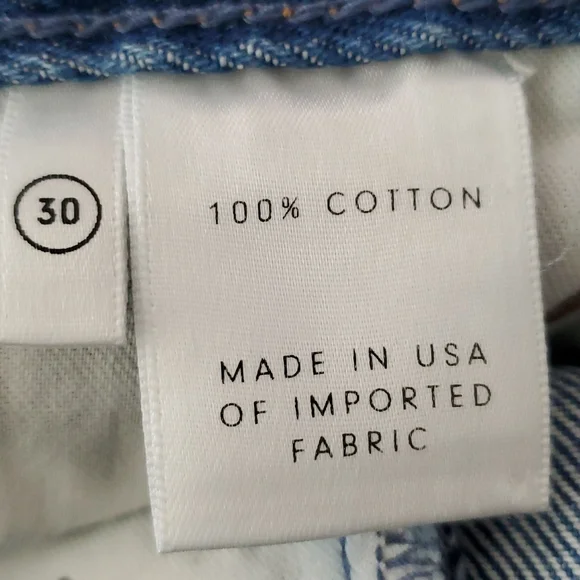 30
100% COTTON
MADE IN USA
OF IMPORTED
FABRIC